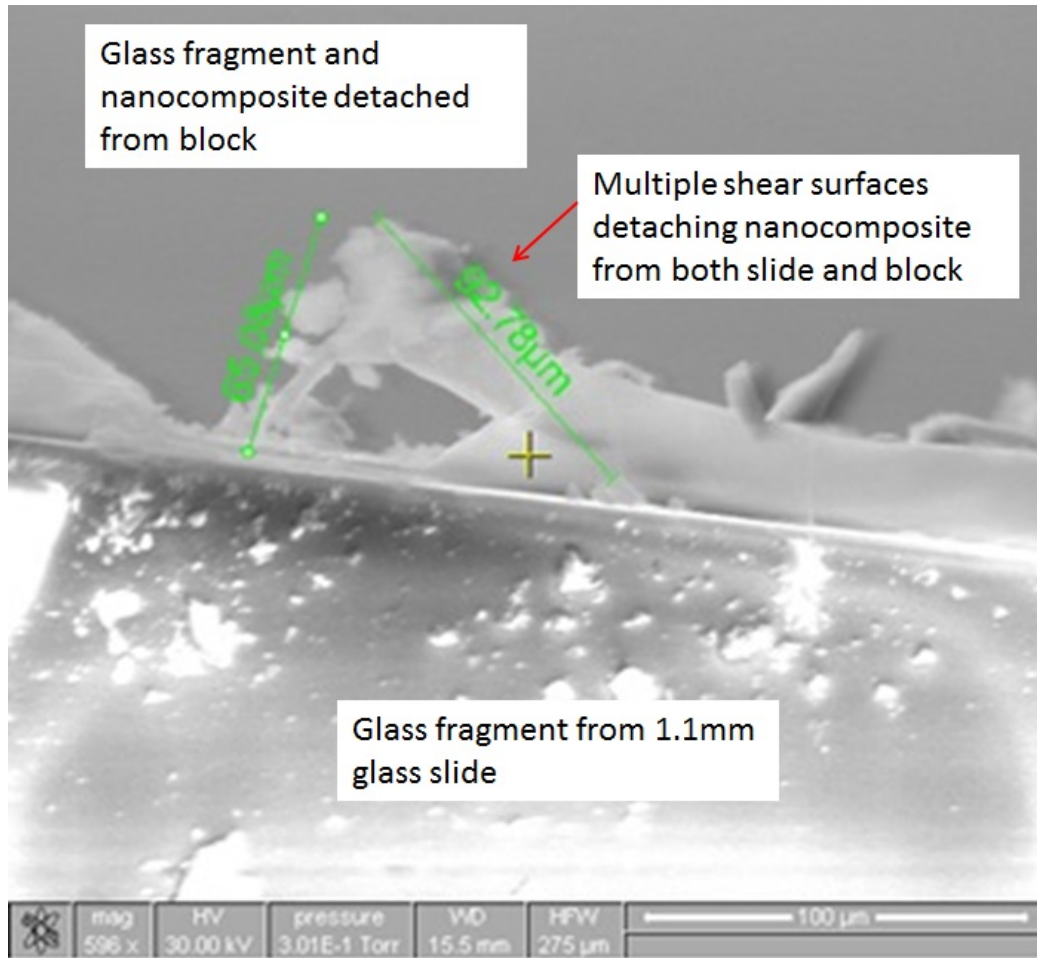 Glass fragment and
nanocomposite detached
from block
Multiple shear surfaces
detaching nanocomposite
from both slide and block
92.78µm
Glass fragment from 1.1mm
glass slide
mag HV pressure WD HFW 100 µm
596 x 30.00 kV 3.01E-1 Torr 15.5 mm 275 µm